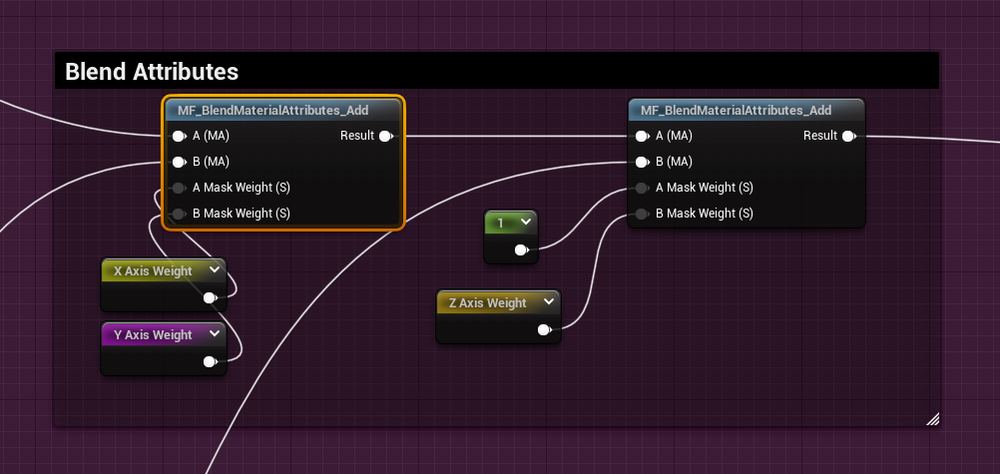 Blend Attributes
MF_BlendMaterialAttributes_Add
A (MA)
Result
B (MA)
A Mask Weight (S)
B Mask Weight (S)
X Axis Weight
Y Axis Weight
MF_BlendMaterialAttributes_Add
A (MA)
Result
B (MA)
A Mask Weight (S)
B Mask Weight (S)
1
Z Axis Weight